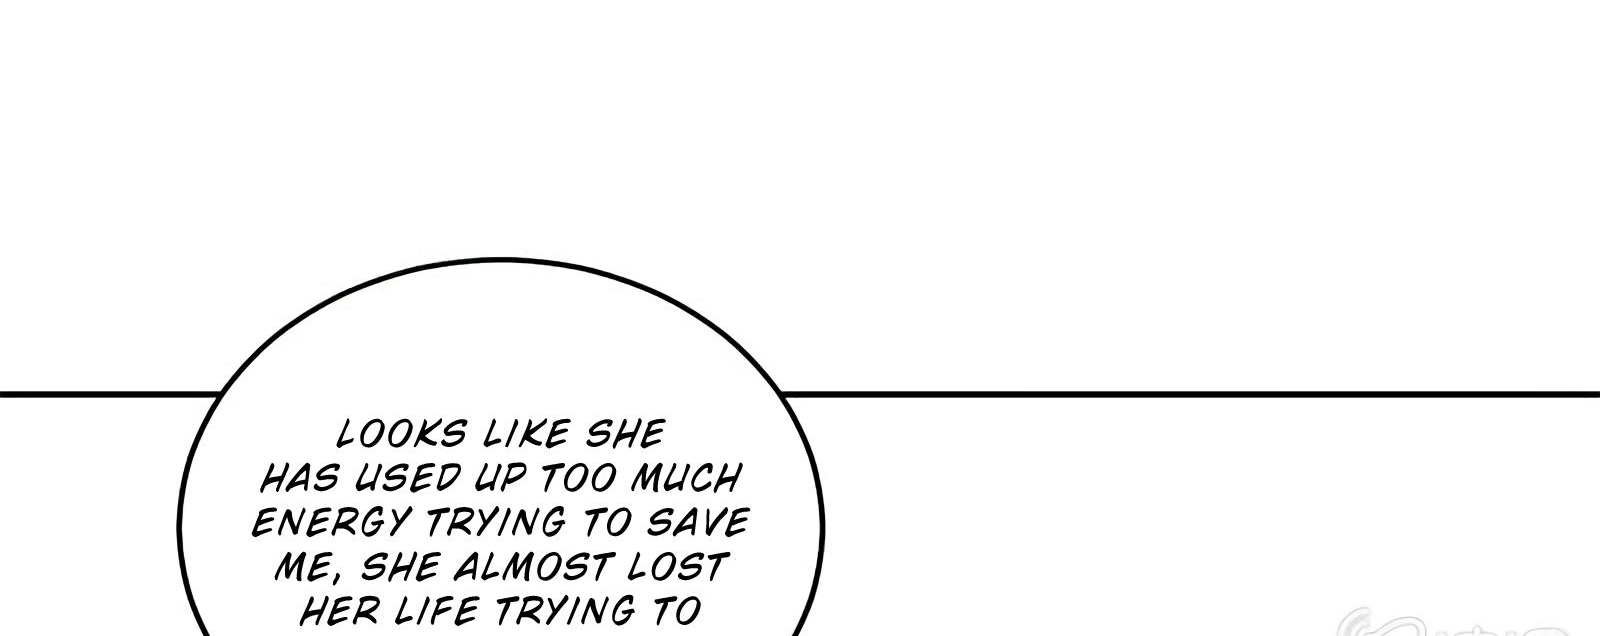 LOOKS LIKE SHE
HAS USED UP TOO MUCH
ENERGY TRYING TO SAVE
ME, SHE ALMOST LOST
HER LIFE TRYING TO